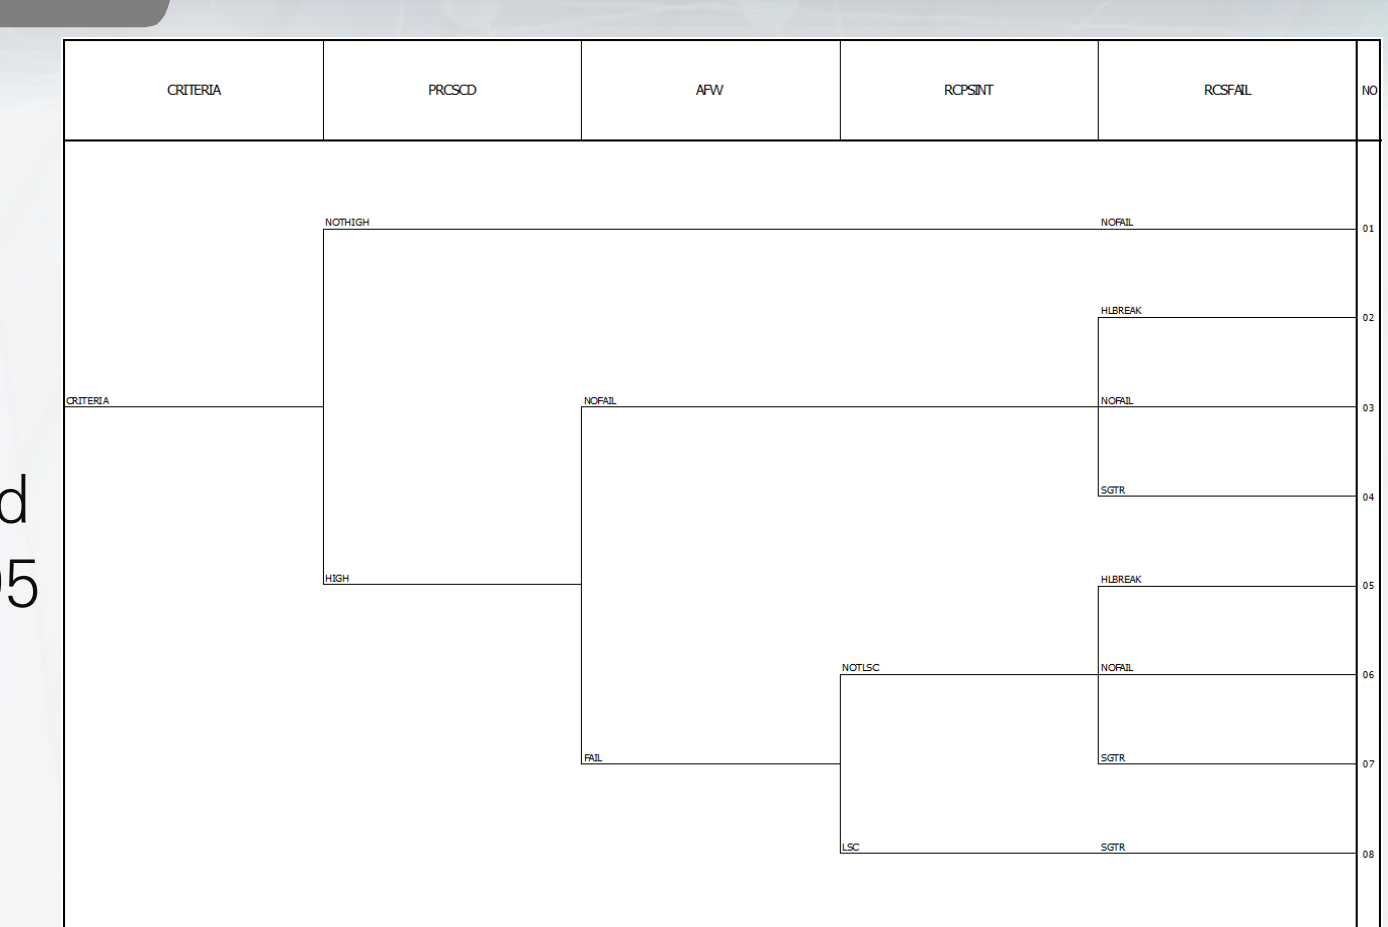 CRITERIA PRCSCD AFW RCPSINT RCSFAIL NO
NOTHIGH NOFAIL 01
HLBREAK 02
CRITERIA NOFAIL NOFAIL 03
SGTR 04
HIGH HLBREAK 05
NOTLSC NOFAIL 06
FAIL SGTR 07
LSC SGTR 08
d
5